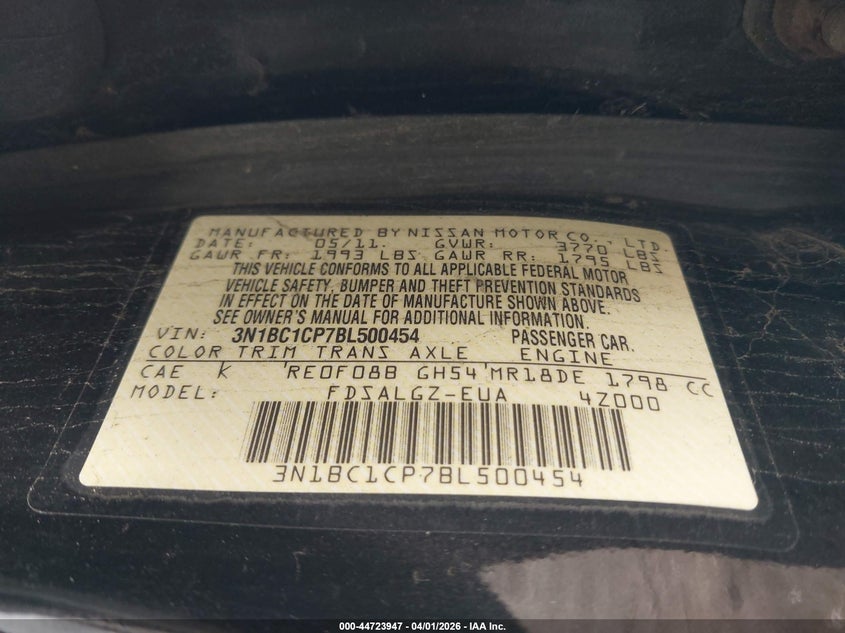 MANUFACTURED BY NISSAN MOTOR CO., LTD.
DATE: 05/11. GVWR: 3770 LBS
GAWR FR: 1993 LBS GAWR RR: 1795 LBS
THIS VEHICLE CONFORMS TO ALL APPLICABLE FEDERAL MOTOR
VEHICLE SAFETY, BUMPER AND THEFT PREVENTION STANDARDS
IN EFFECT ON THE DATE OF MANUFACTURE SHOWN ABOVE.
SEE OWNER'S MANUAL FOR ADDITIONAL INFORMATION.
VIN: 3N1BC1CP7BL500454 PASSENGER CAR.
COLOR TRIM TRANS AXLE ENGINE
CAE K RE0F08B GH54 MR18DE 1798 CC
MODEL: FDSALGZ-EUA 4Z000
3N1BC1CP7BL500454
000-44723947 - 04/01/2026 - IAA Inc.